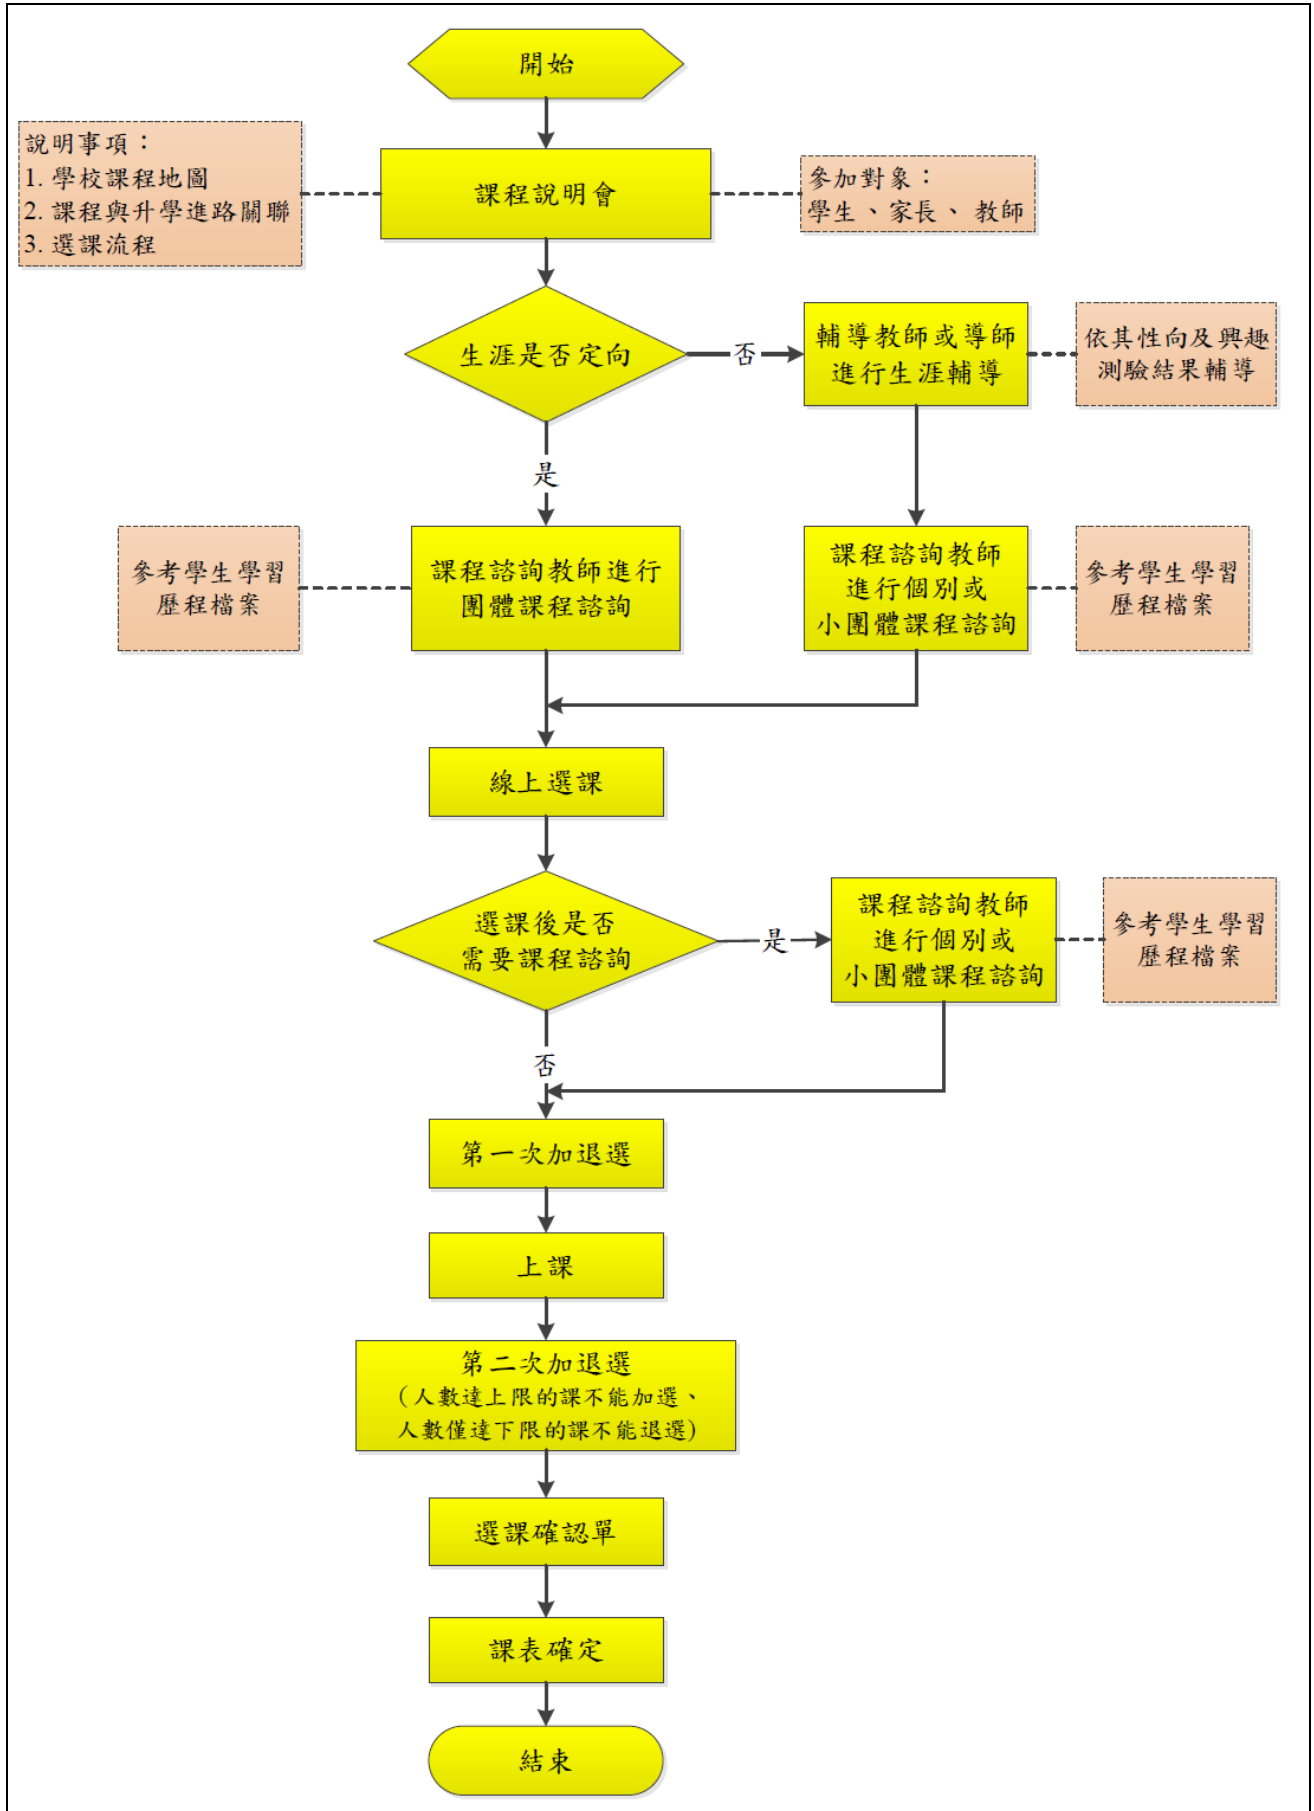 開始
說明事項：
1. 學校課程地圖
2. 課程與升學進路關聯
3. 選課流程
課程說明會
參加對象：
學生、家長、 教師
生涯是否定向
否
輔導教師或導師
進行生涯輔導
依其性向及興趣
測驗結果輔導
是
參考學生學習
歷程檔案
課程諮詢教師進行
團體課程諮詢
課程諮詢教師
進行個別或
小團體課程諮詢
參考學生學習
歷程檔案
線上選課
選課後是否
需要課程諮詢
是
課程諮詢教師
進行個別或
小團體課程諮詢
參考學生學習
歷程檔案
否
第一次加退選
上課
第二次加退選
（人數達上限的課不能加選、
人數僅達下限的課不能退選)
選課確認單
課表確定
結束